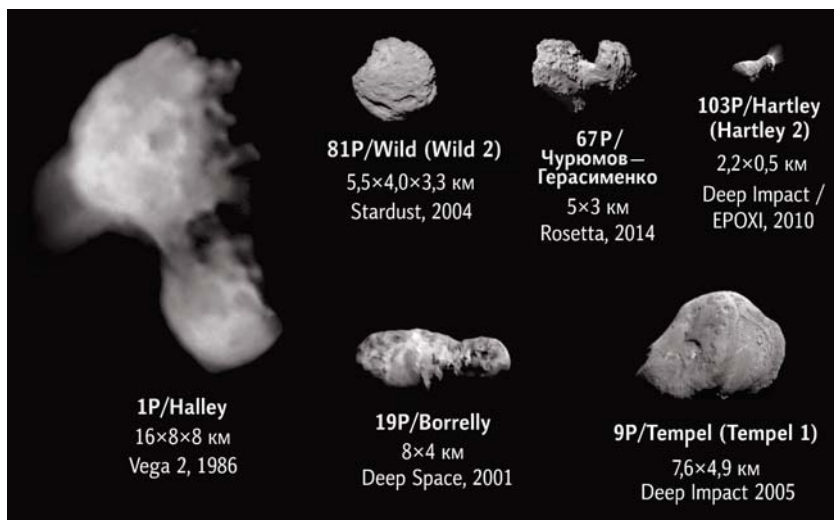 81P/Wild (Wild 2)
5,5×4,0×3,3 км
Stardust, 2004
67P/
Чурюмов—
Герасименко
5×3 км
Rosetta, 2014
103P/Hartley
(Hartley 2)
2,2×0,5 км
Deep Impact /
EPOXI, 2010
1P/Halley
16×8×8 км
Vega 2, 1986
19P/Borrelly
8×4 км
Deep Space, 2001
9P/Tempel (Tempel 1)
7,6×4,9 км
Deep Impact 2005